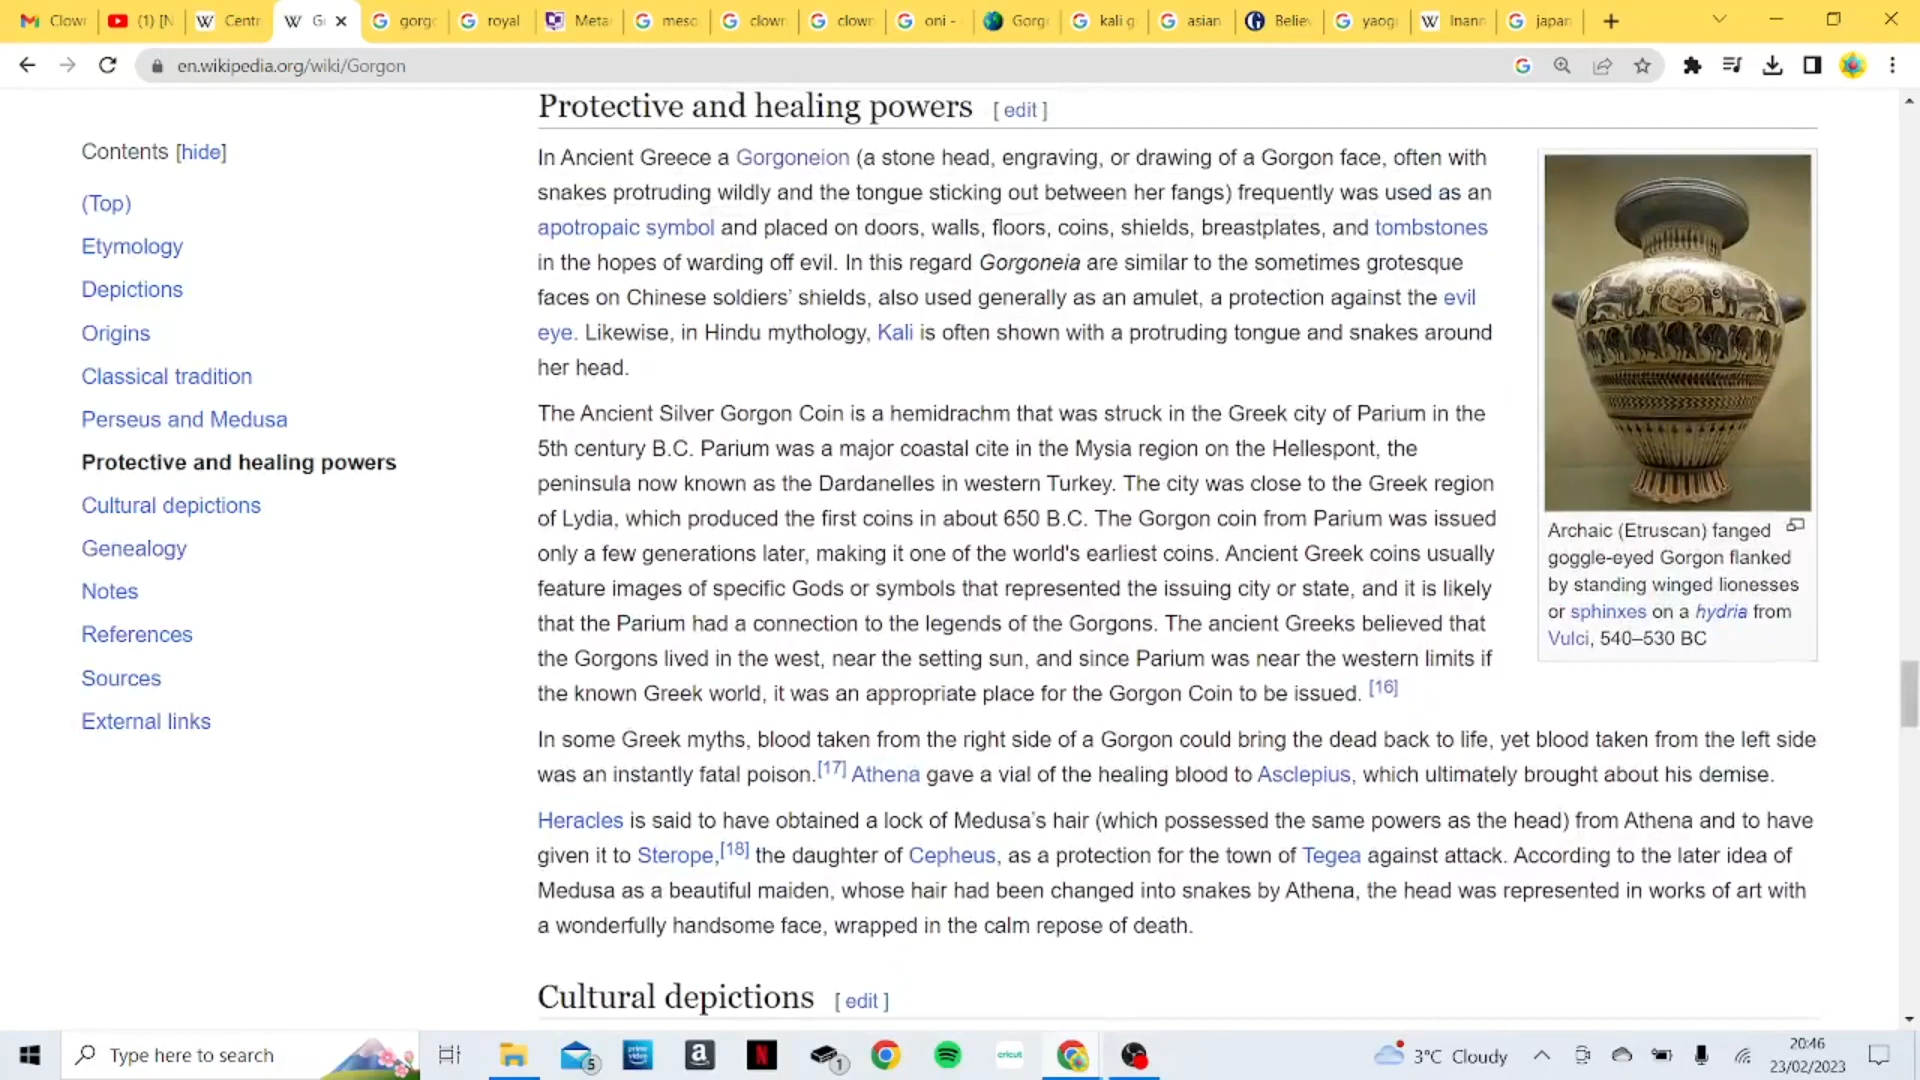 Clown
(1) [N
Centr
G
gorgo
royal
Meta
meso
clown
clown
oni -
Gorg
kali g
asian
Believ
yaog
Inann
japan
en.wikipedia.org/wiki/Gorgon
Contents [hide]
(Top)
Etymology
Depictions
Origins
Classical tradition
Perseus and Medusa
Protective and healing powers
Cultural depictions
Genealogy
Notes
References
Sources
External links
Protective and healing powers [ edit ]
In Ancient Greece a Gorgoneion (a stone head, engraving, or drawing of a Gorgon face, often with
snakes protruding wildly and the tongue sticking out between her fangs) frequently was used as an
apotropaic symbol and placed on doors, walls, floors, coins, shields, breastplates, and tombstones
in the hopes of warding off evil. In this regard Gorgoneia are similar to the sometimes grotesque
faces on Chinese soldiers' shields, also used generally as an amulet, a protection against the evil
eye. Likewise, in Hindu mythology, Kali is often shown with a protruding tongue and snakes around
her head.
The Ancient Silver Gorgon Coin is a hemidrachm that was struck in the Greek city of Parium in the
5th century B.C. Parium was a major coastal cite in the Mysia region on the Hellespont, the
peninsula now known as the Dardanelles in western Turkey. The city was close to the Greek region
of Lydia, which produced the first coins in about 650 B.C. The Gorgon coin from Parium was issued
only a few generations later, making it one of the world's earliest coins. Ancient Greek coins usually
feature images of specific Gods or symbols that represented the issuing city or state, and it is likely
that the Parium had a connection to the legends of the Gorgons. The ancient Greeks believed that
the Gorgons lived in the west, near the setting sun, and since Parium was near the western limits if
the known Greek world, it was an appropriate place for the Gorgon Coin to be issued. [16]
Archaic (Etruscan) fanged
goggle-eyed Gorgon flanked
by standing winged lionesses
or sphinxes on a hydria from
Vulci, 540–530 BC
In some Greek myths, blood taken from the right side of a Gorgon could bring the dead back to life, yet blood taken from the left side
was an instantly fatal poison.[17] Athena gave a vial of the healing blood to Asclepius, which ultimately brought about his demise.
Heracles is said to have obtained a lock of Medusa's hair (which possessed the same powers as the head) from Athena and to have
given it to Sterope,[18] the daughter of Cepheus, as a protection for the town of Tegea against attack. According to the later idea of
Medusa as a beautiful maiden, whose hair had been changed into snakes by Athena, the head was represented in works of art with
a wonderfully handsome face, wrapped in the calm repose of death.
Cultural depictions [ edit ]
Type here to search
5
prime video
a
N
1
cricut
3°C Cloudy
20:46
23/02/2023